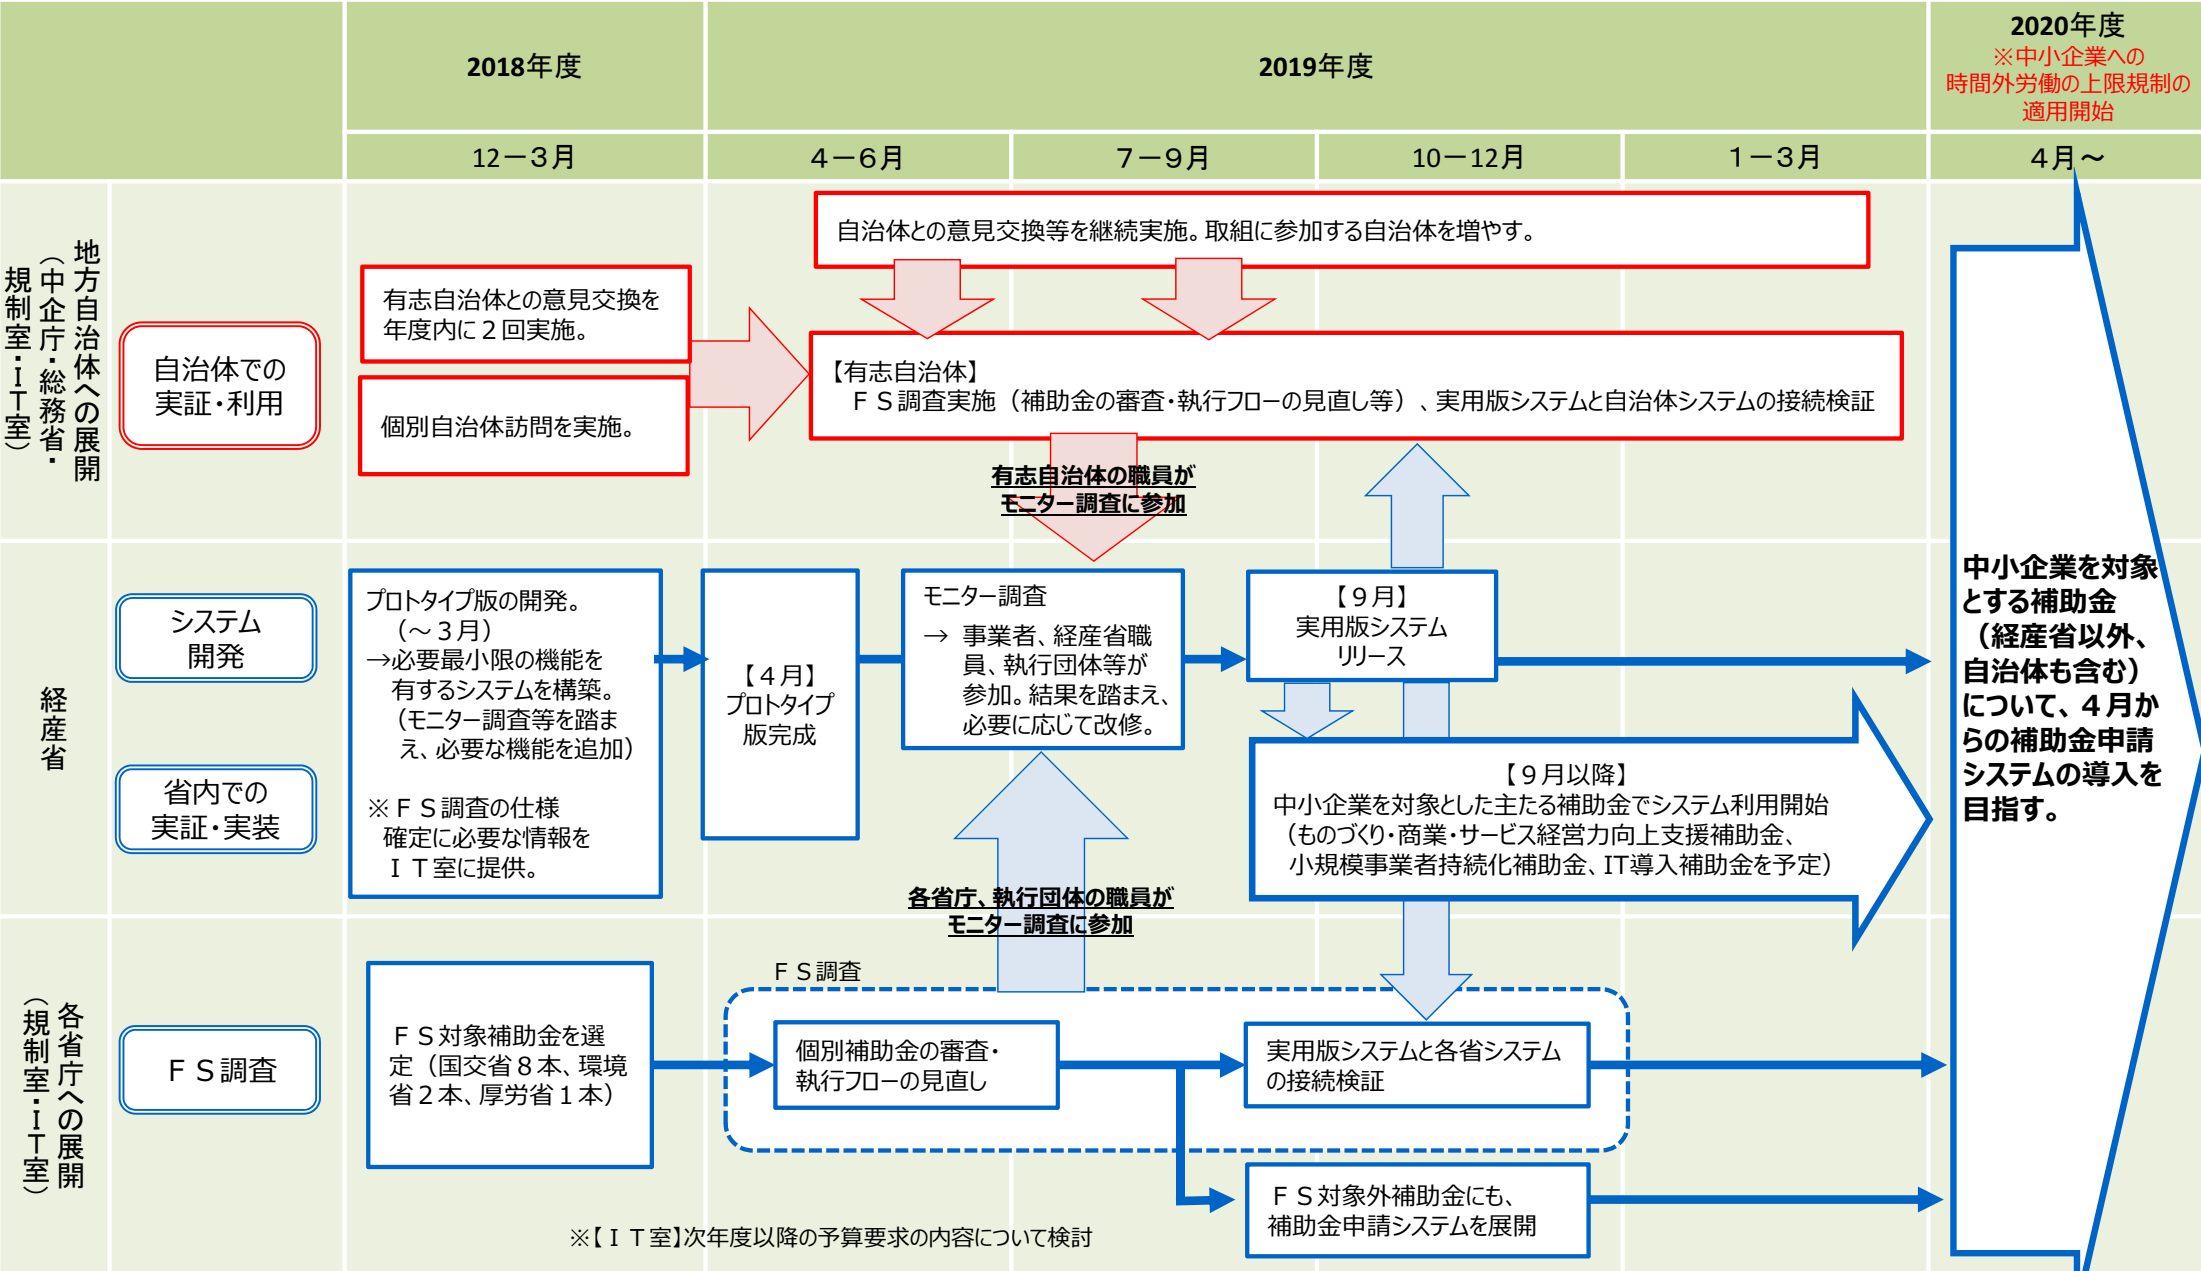 2018年度
2019年度
2020年度
※中小企業への
時間外労働の上限規制の
適用開始
12－3月
4－6月
7－9月
10－12月
1－3月
4月～
地方自治体への展開
（中企庁・総務省・
規制室・IT室）
自治体での
実証・利用
有志自治体との意見交換を
年度内に２回実施。
個別自治体訪問を実施。
自治体との意見交換等を継続実施。取組に参加する自治体を増やす。
【有志自治体】
ＦＳ調査実施（補助金の審査・執行フローの見直し等）、実用版システムと自治体システムの接続検証
有志自治体の職員が
モニター調査に参加
経産省
システム
開発
省内での
実証・実装
プロトタイプ版の開発。
（～３月）
→必要最小限の機能を
有するシステムを構築。
（モニター調査等を踏ま
え、必要な機能を追加）
※ＦＳ調査の仕様
確定に必要な情報を
ＩＴ室に提供。
【４月】
プロトタイプ
版完成
モニター調査
→ 事業者、経産省職
員、執行団体等が
参加。結果を踏まえ、
必要に応じて改修。
【９月】
実用版システム
リリース
【９月以降】
中小企業を対象とした主たる補助金でシステム利用開始
（ものづくり・商業・サービス経営力向上支援補助金、
小規模事業者持続化補助金、IT導入補助金を予定）
各省庁、執行団体の職員が
モニター調査に参加
中小企業を対象
とする補助金
（経産省以外、
自治体も含む）
について、４月か
らの補助金申請
システムの導入を
目指す。
各省庁への展開
（規制室・IT室）
ＦＳ調査
ＦＳ対象補助金を選
定（国交省８本、環境
省２本、厚労省１本）
ＦＳ調査
個別補助金の審査・
執行フローの見直し
実用版システムと各省システム
の接続検証
ＦＳ対象外補助金にも、
補助金申請システムを展開
※【ＩＴ室】次年度以降の予算要求の内容について検討